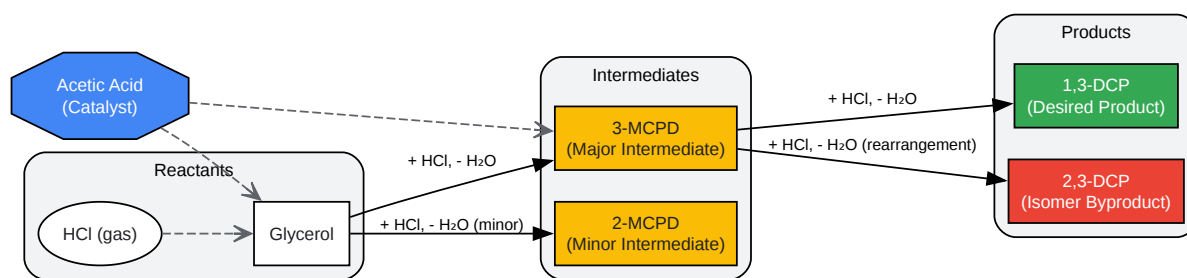 Acetic Acid
(Catalyst)
Reactants
HCl (gas)
Glycerol
+ HCl, - H₂O
+ HCl, - H₂O (minor)
Intermediates
3-MCPD
(Major Intermediate)
2-MCPD
(Minor Intermediate)
+ HCl, - H₂O
+ HCl, - H₂O (rearrangement)
Products
1,3-DCP
(Desired Product)
2,3-DCP
(Isomer Byproduct)